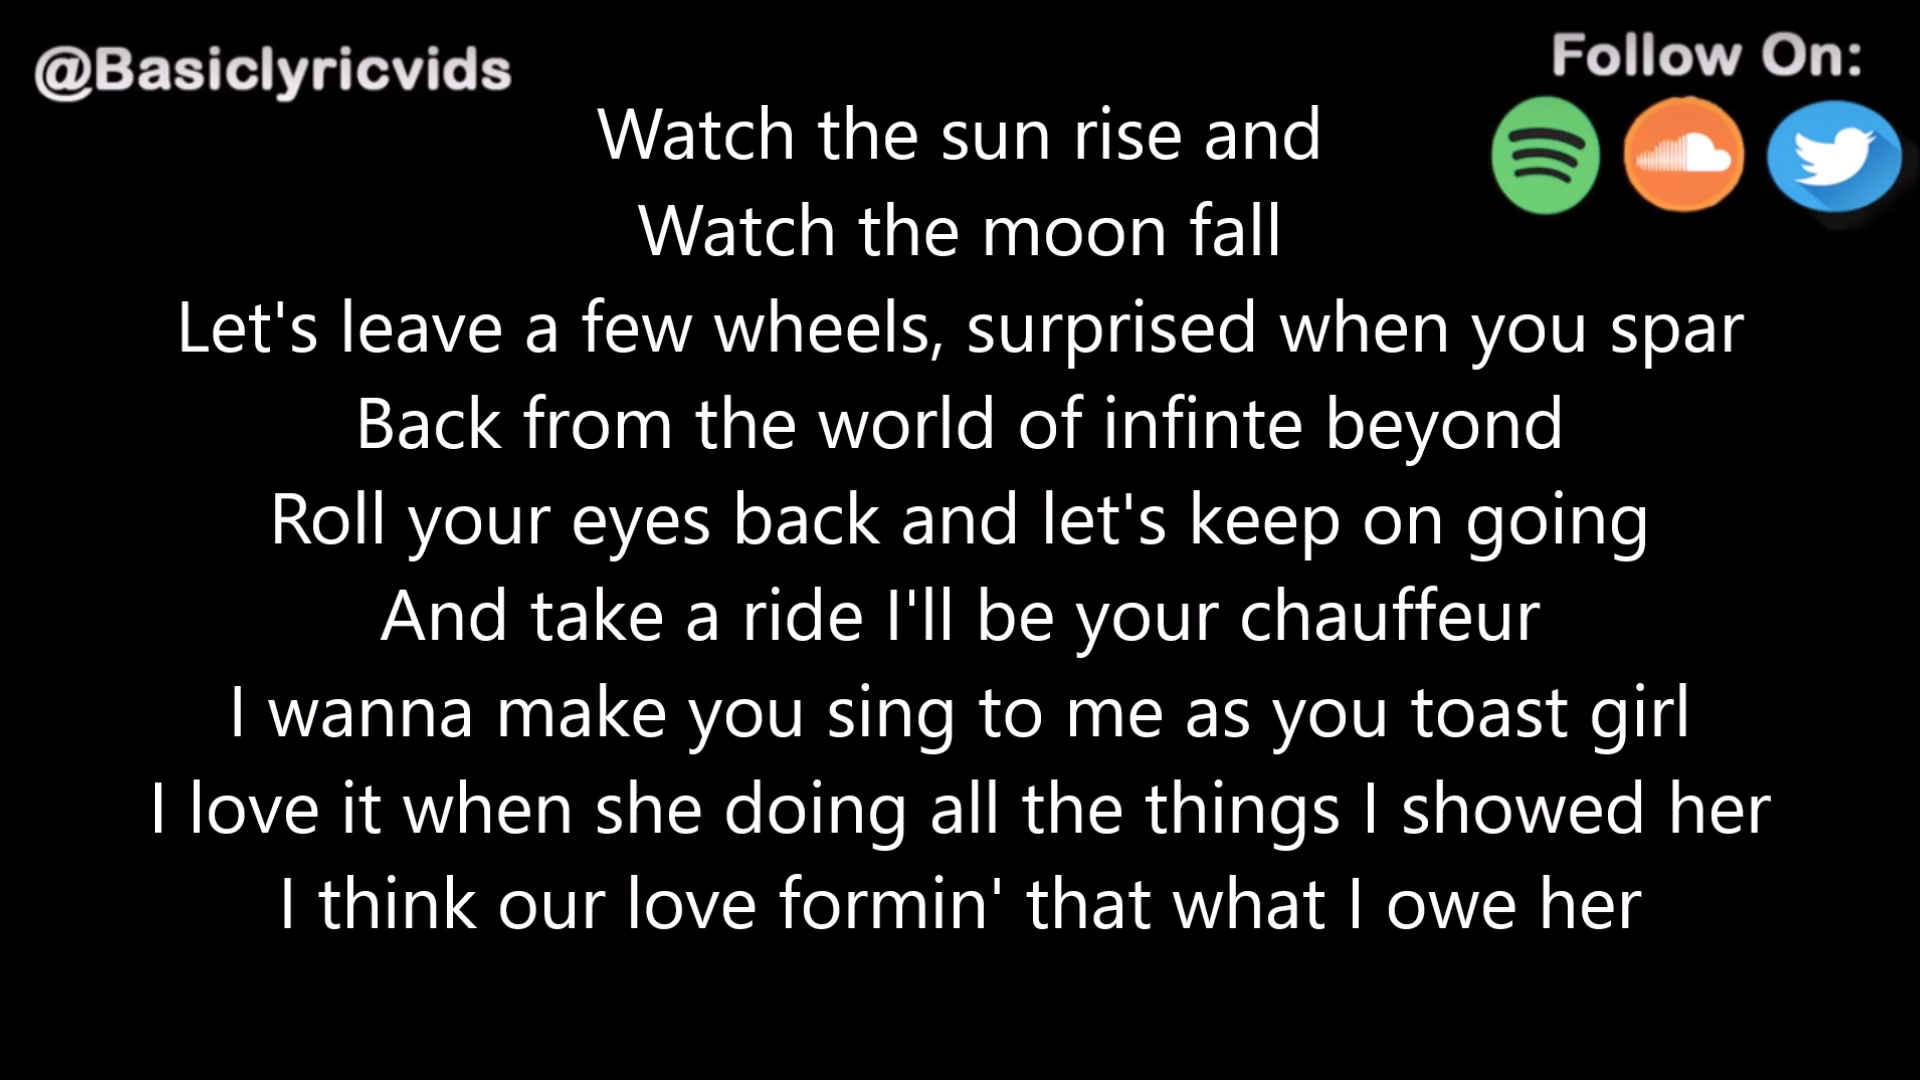 @Basiclyricvids
Follow On:
Watch the sun rise and
Watch the moon fall
Let's leave a few wheels, surprised when you spar
Back from the world of infinte beyond
Roll your eyes back and let's keep on going
And take a ride I'll be your chauffeur
I wanna make you sing to me as you toast girl
I love it when she doing all the things I showed her
I think our love formin' that what I owe her